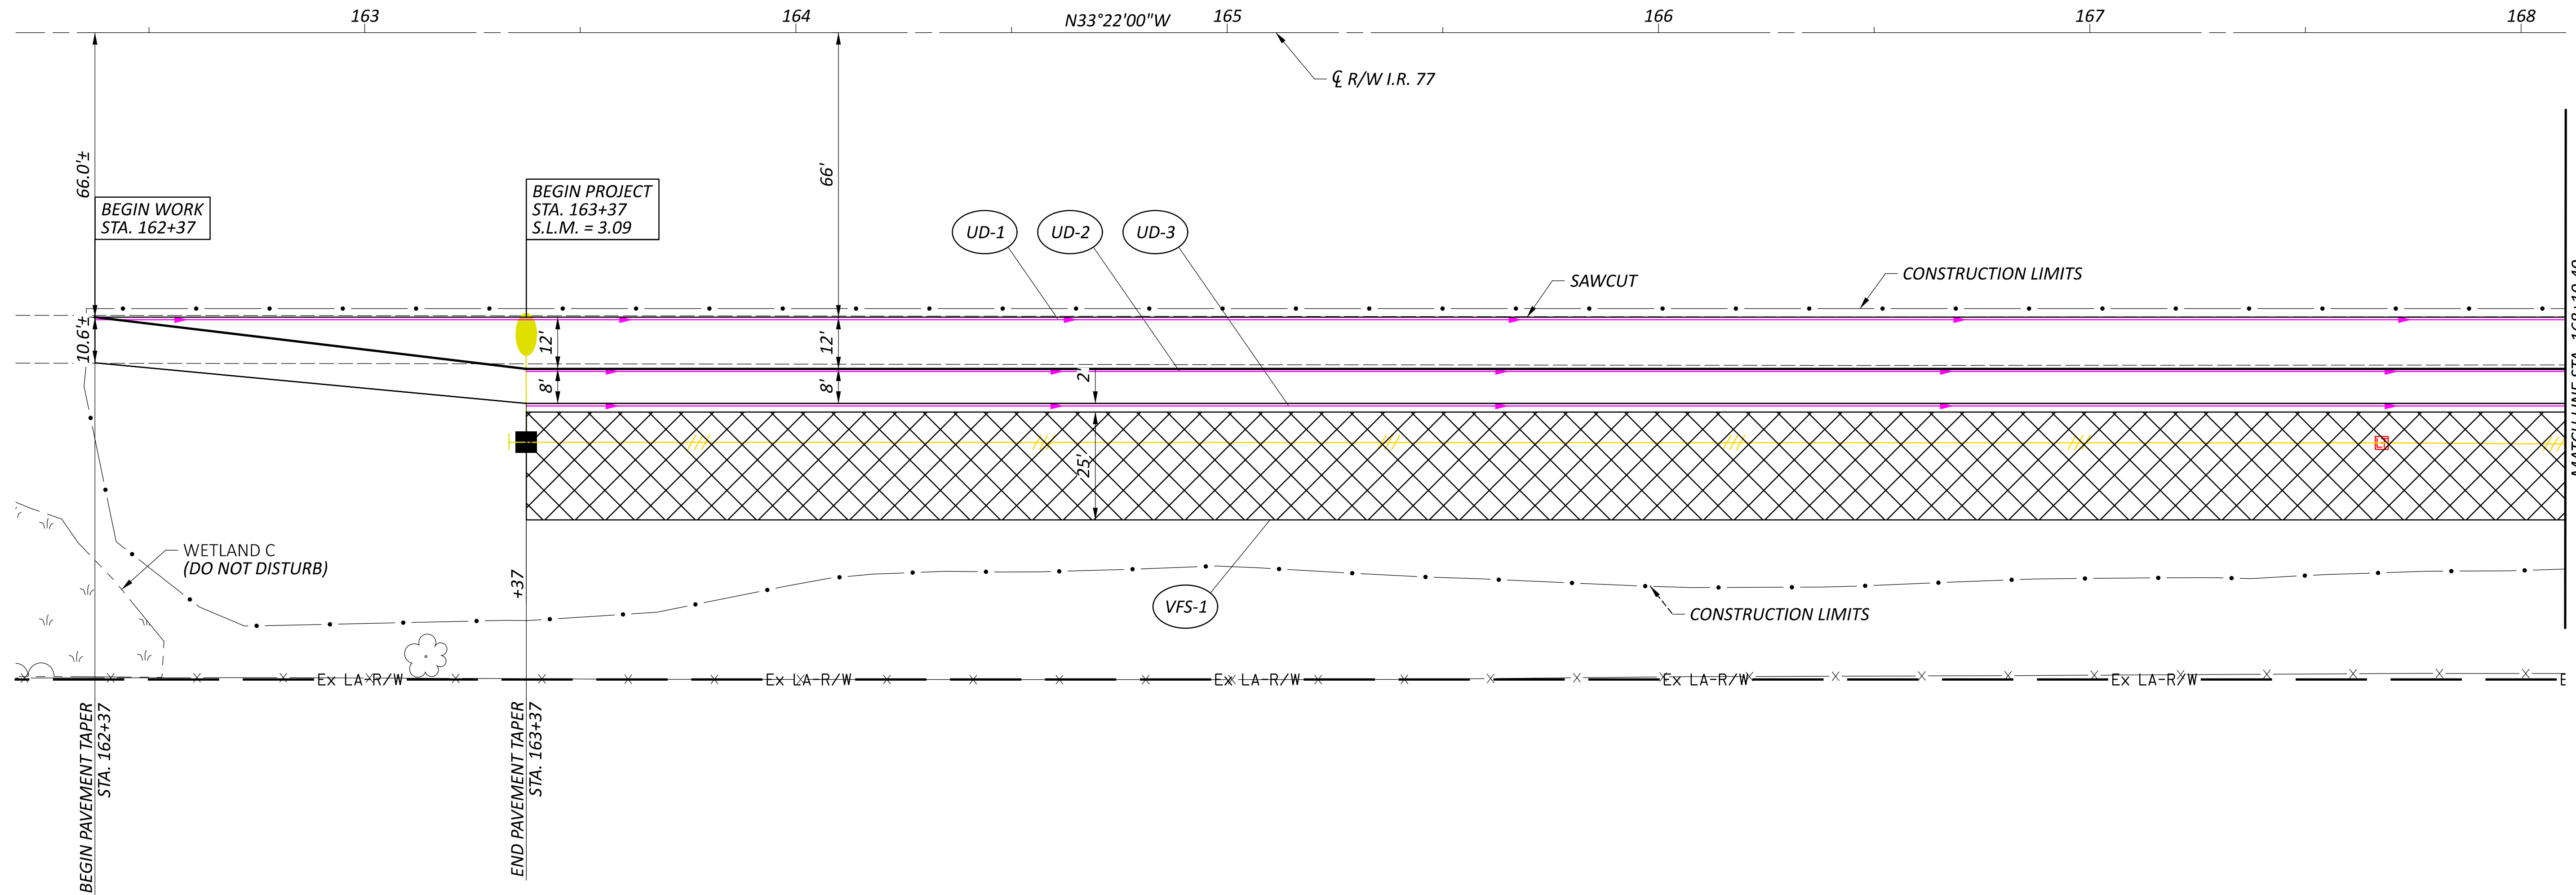 163
164
N33°22'00"W
165
166
167
168
℄ R/W I.R. 77
66.0'±
66'
BEGIN WORK
STA. 162+37
BEGIN PROJECT
STA. 163+37
S.L.M. = 3.09
UD-1
UD-2
UD-3
SAWCUT
CONSTRUCTION LIMITS
10.6'±
12'
12'
8'
8'
2'
25'
WETLAND C
(DO NOT DISTURB)
+37
VFS-1
CONSTRUCTION LIMITS
Ex LA-R/W
Ex LA-R/W
Ex LA-R/W
Ex LA-R/W
Ex LA-R/W
E
BEGIN PAVEMENT TAPER
STA. 162+37
END PAVEMENT TAPER
STA. 163+37
MATCH LINE STA.